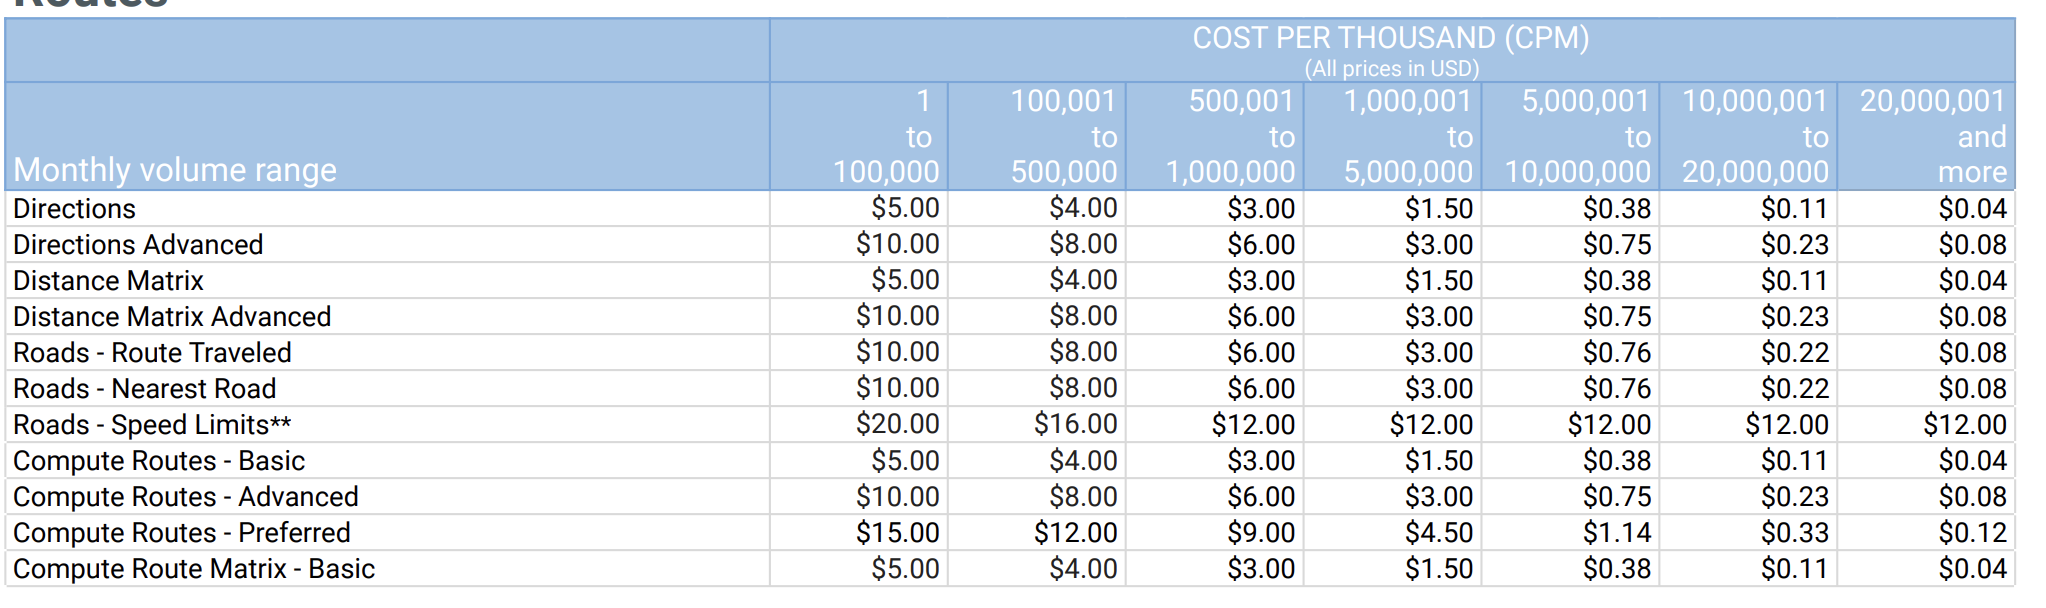 Routes
COST PER THOUSAND (CPM)
(All prices in USD)
Monthly volume range 1 to 100,000 100,001 to 500,000 500,001 to 1,000,000 1,000,001 to 5,000,000 5,000,001 to 10,000,000 10,000,001 to 20,000,000 20,000,001 and more
Directions $5.00 $4.00 $3.00 $1.50 $0.38 $0.11 $0.04
Directions Advanced $10.00 $8.00 $6.00 $3.00 $0.75 $0.23 $0.08
Distance Matrix $5.00 $4.00 $3.00 $1.50 $0.38 $0.11 $0.04
Distance Matrix Advanced $10.00 $8.00 $6.00 $3.00 $0.75 $0.23 $0.08
Roads - Route Traveled $10.00 $8.00 $6.00 $3.00 $0.76 $0.22 $0.08
Roads - Nearest Road $10.00 $8.00 $6.00 $3.00 $0.76 $0.22 $0.08
Roads - Speed Limits** $20.00 $16.00 $12.00 $12.00 $12.00 $12.00 $12.00
Compute Routes - Basic $5.00 $4.00 $3.00 $1.50 $0.38 $0.11 $0.04
Compute Routes - Advanced $10.00 $8.00 $6.00 $3.00 $0.75 $0.23 $0.08
Compute Routes - Preferred $15.00 $12.00 $9.00 $4.50 $1.14 $0.33 $0.12
Compute Route Matrix - Basic $5.00 $4.00 $3.00 $1.50 $0.38 $0.11 $0.04